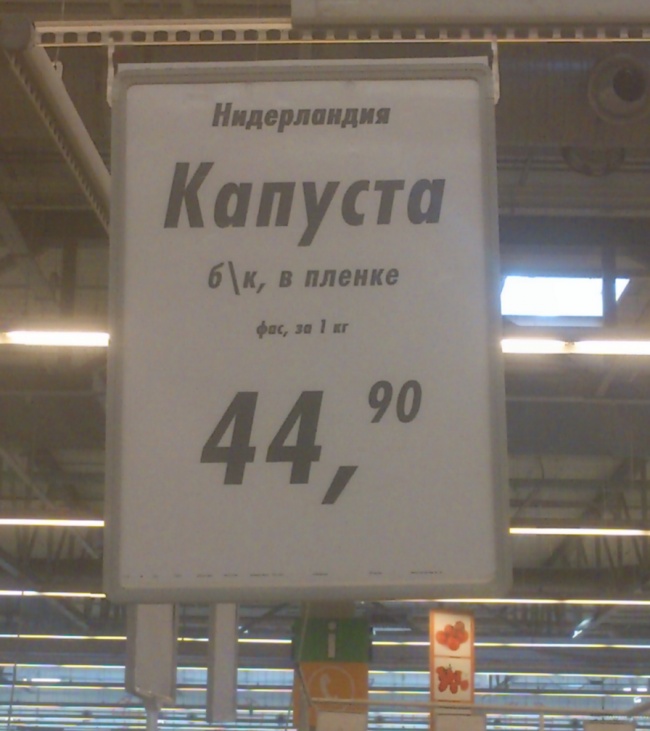 Нидерландия
Капуста
б\к, в пленке
фас, за 1 кг
44,90
i